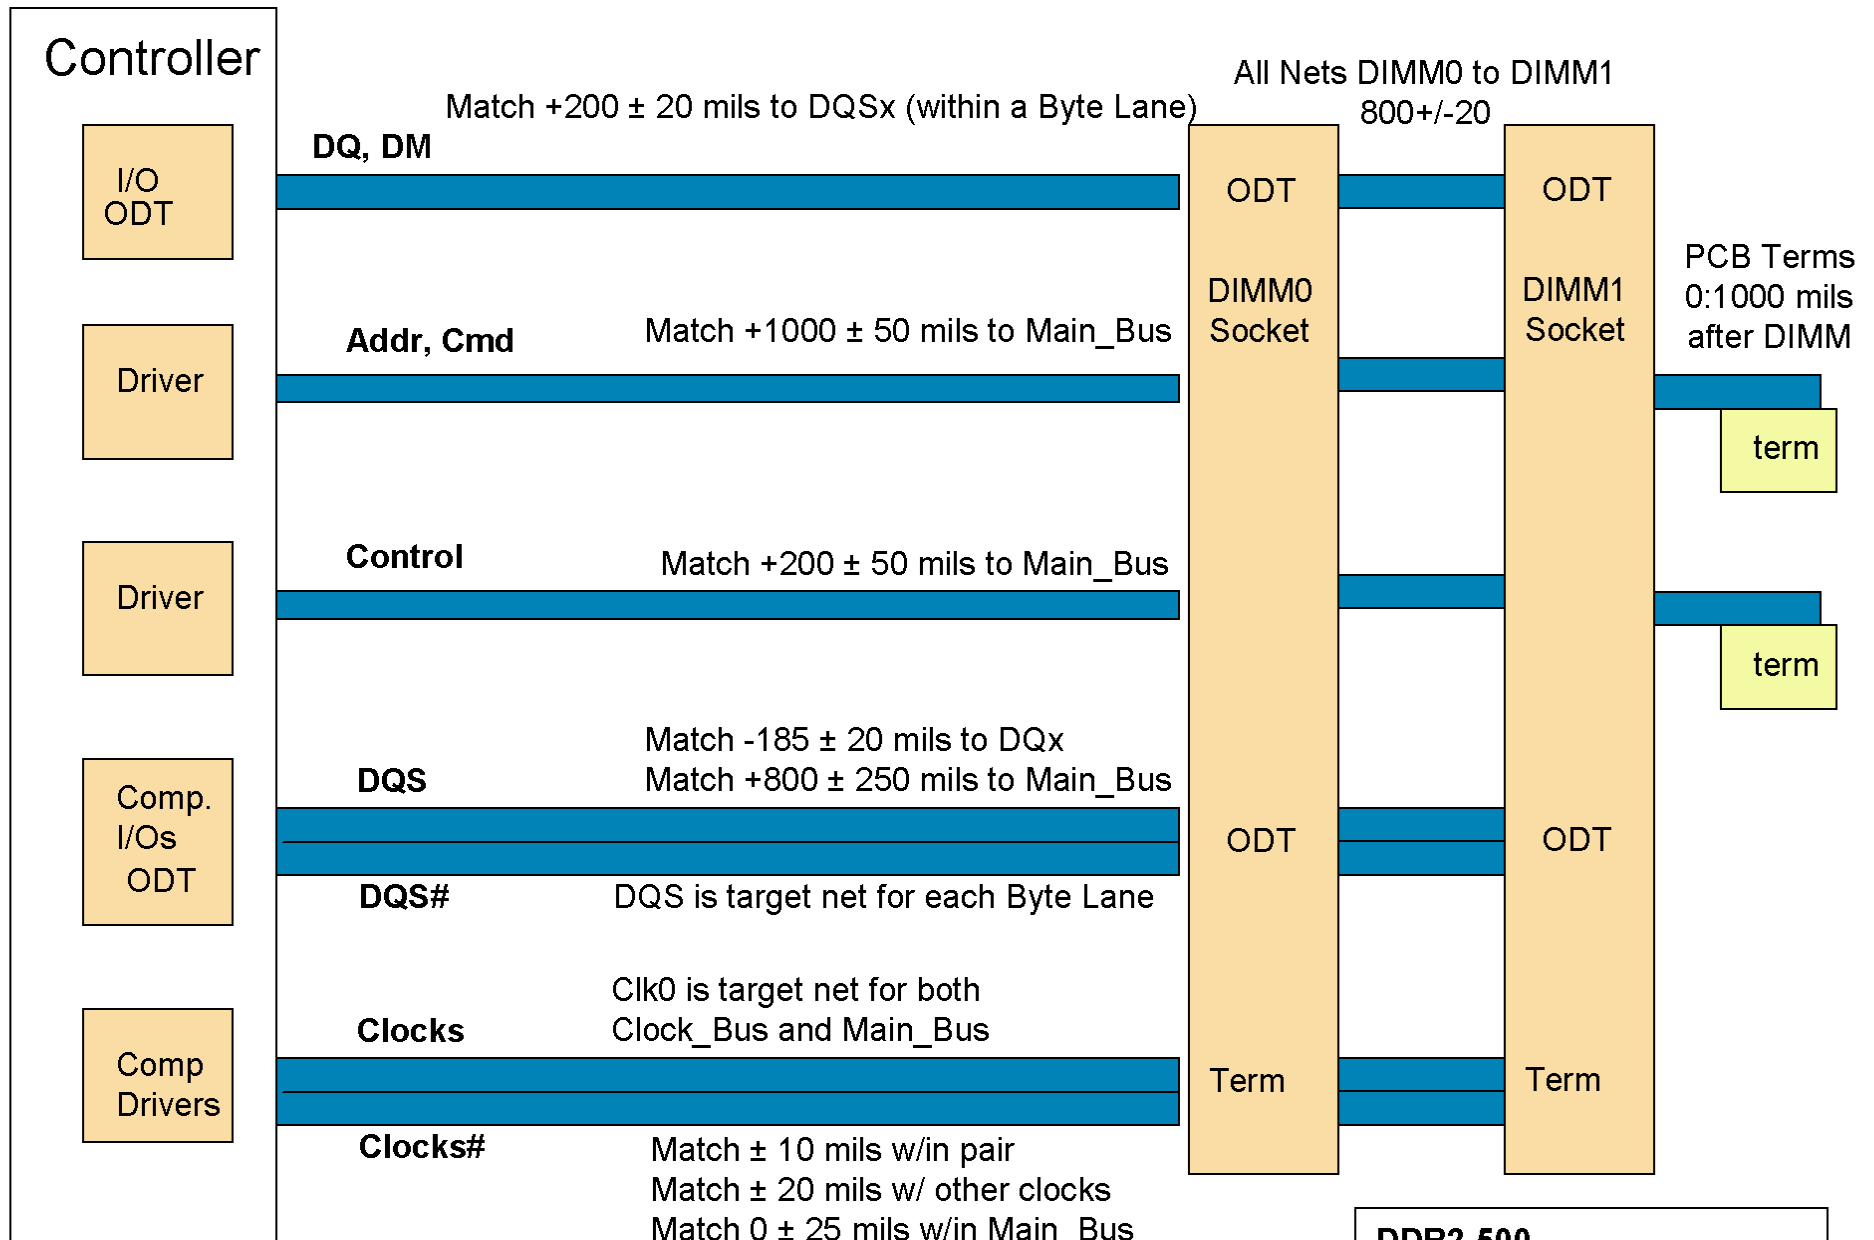 Controller
All Nets DIMM0 to DIMM1
800+/-20
Match +200 ± 20 mils to DQSx (within a Byte Lane)
DQ, DM
I/O
ODT
ODT
ODT
PCB Terms
0:1000 mils
after DIMM
DIMM0
Socket
DIMM1
Socket
Addr, Cmd
Match +1000 ± 50 mils to Main_Bus
Driver
term
Control
Match +200 ± 50 mils to Main_Bus
Driver
term
Match -185 ± 20 mils to DQx
Match +800 ± 250 mils to Main_Bus
DQS
Comp.
I/Os
ODT
ODT
ODT
DQS#
DQS is target net for each Byte Lane
Clk0 is target net for both
Clock_Bus and Main_Bus
Clocks
Comp
Drivers
Term
Term
Clocks#
Match ± 10 mils w/in pair
Match ± 20 mils w/ other clocks
Match 0 ± 25 mils w/in Main_Bus
DDR2-500